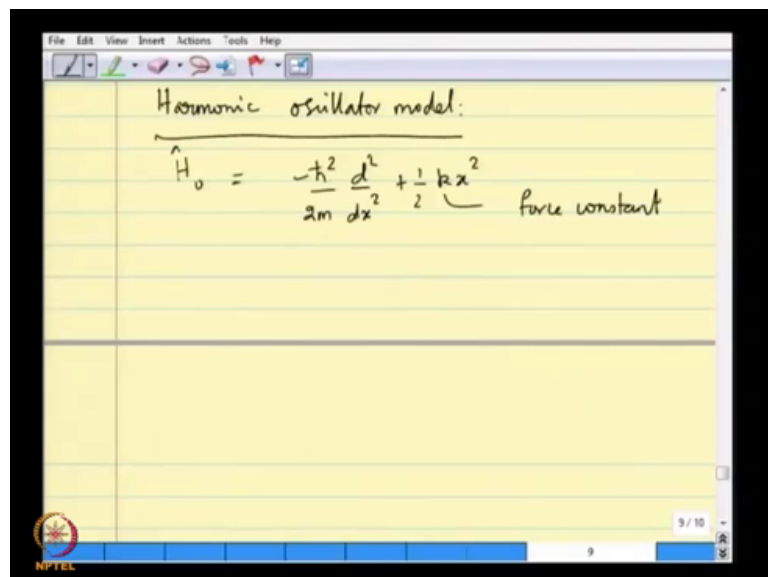 File Edit View Insert Actions Tools Help
Harmonic oscillator model:
Ĥ₀ = -ħ²/2m d²/dx² + 1/2 kx² force constant
9 / 10
9
NPTEL